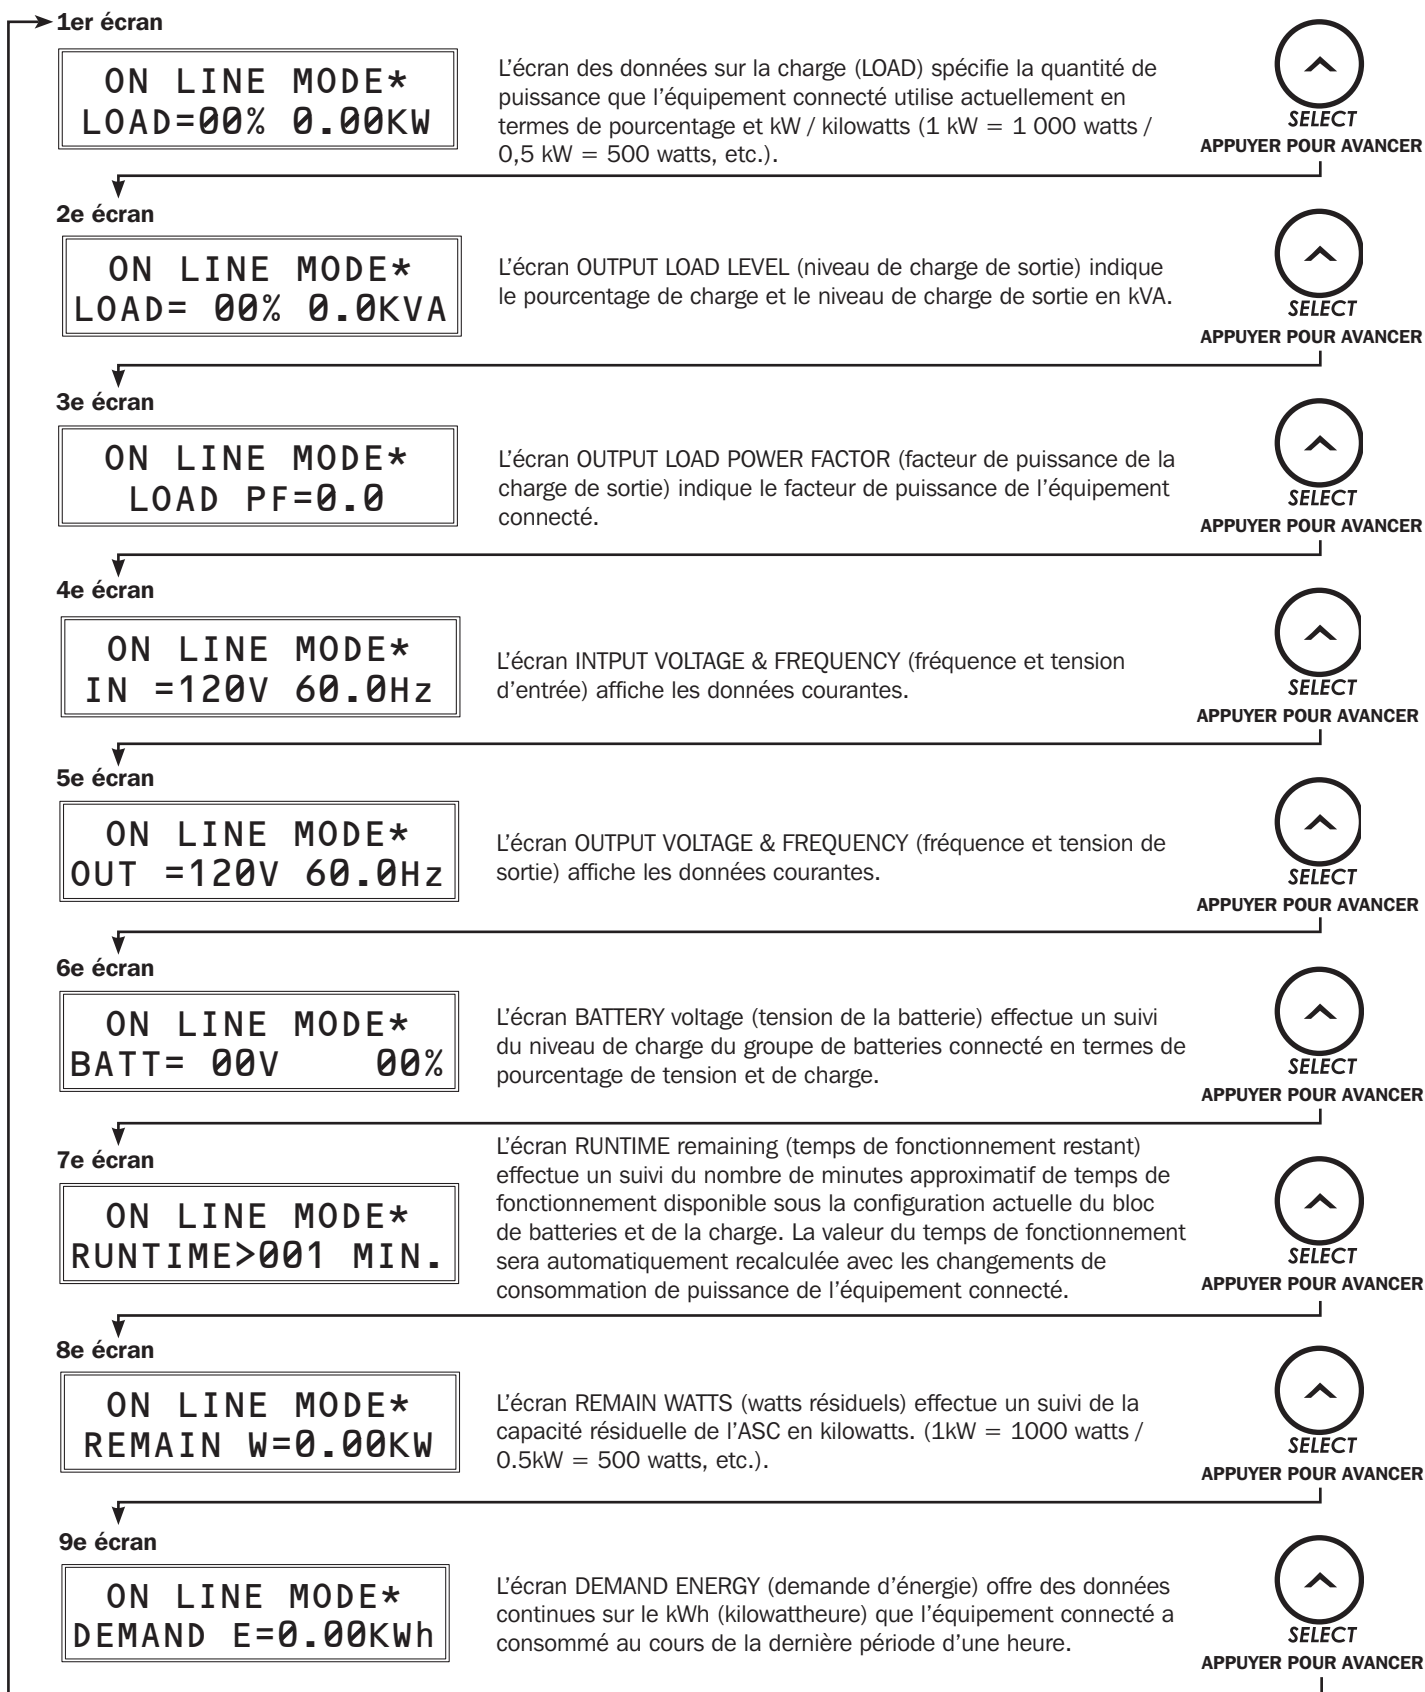 1er écran
ON LINE MODE*
LOAD=00% 0.00KW
L'écran des données sur la charge (LOAD) spécifie la quantité de
puissance que l'équipement connecté utilise actuellement en
termes de pourcentage et kW / kilowatts (1 kW = 1 000 watts /
0,5 kW = 500 watts, etc.).
SELECT
APPUYER POUR AVANCER
2e écran
ON LINE MODE*
LOAD= 00% 0.0KVA
L'écran OUTPUT LOAD LEVEL (niveau de charge de sortie) indique
le pourcentage de charge et le niveau de charge de sortie en kVA.
SELECT
APPUYER POUR AVANCER
3e écran
ON LINE MODE*
LOAD PF=0.0
L'écran OUTPUT LOAD POWER FACTOR (facteur de puissance de la
charge de sortie) indique le facteur de puissance de l'équipement
connecté.
SELECT
APPUYER POUR AVANCER
4e écran
ON LINE MODE*
IN =120V 60.0Hz
L'écran INTPUT VOLTAGE & FREQUENCY (fréquence et tension
d'entrée) affiche les données courantes.
SELECT
APPUYER POUR AVANCER
5e écran
ON LINE MODE*
OUT =120V 60.0Hz
L'écran OUTPUT VOLTAGE & FREQUENCY (fréquence et tension de
sortie) affiche les données courantes.
SELECT
APPUYER POUR AVANCER
6e écran
ON LINE MODE*
BATT= 00V 00%
L'écran BATTERY voltage (tension de la batterie) effectue un suivi
du niveau de charge du groupe de batteries connecté en termes de
pourcentage de tension et de charge.
SELECT
APPUYER POUR AVANCER
7e écran
ON LINE MODE*
RUNTIME>001 MIN.
L'écran RUNTIME remaining (temps de fonctionnement restant)
effectue un suivi du nombre de minutes approximatif de temps de
fonctionnement disponible sous la configuration actuelle du bloc
de batteries et de la charge. La valeur du temps de fonctionnement
sera automatiquement recalculée avec les changements de
consommation de puissance de l'équipement connecté.
SELECT
APPUYER POUR AVANCER
8e écran
ON LINE MODE*
REMAIN W=0.00KW
L'écran REMAIN WATTS (watts résiduels) effectue un suivi de la
capacité résiduelle de l'ASC en kilowatts. (1kW = 1000 watts /
0.5kW = 500 watts, etc.).
SELECT
APPUYER POUR AVANCER
9e écran
ON LINE MODE*
DEMAND E=0.00KWh
L'écran DEMAND ENERGY (demande d'énergie) offre des données
continues sur le kWh (kilowattheure) que l'équipement connecté a
consommé au cours de la dernière période d'une heure.
SELECT
APPUYER POUR AVANCER